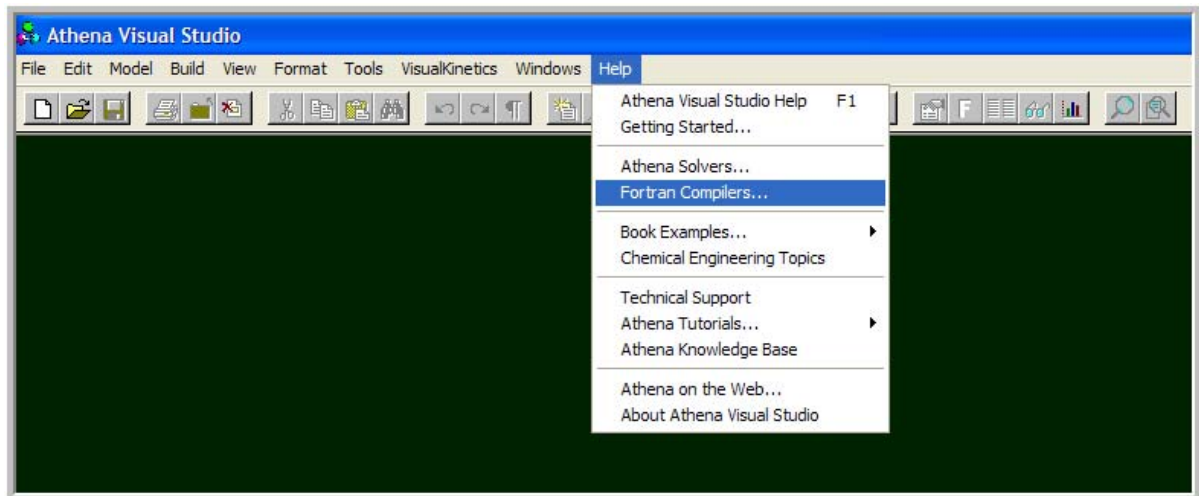 Athena Visual Studio
File Edit Model Build View Format Tools VisualKinetics Windows Help
Athena Visual Studio Help F1
Getting Started...
Athena Solvers...
Fortran Compilers...
Book Examples...
Chemical Engineering Topics
Technical Support
Athena Tutorials...
Athena Knowledge Base
Athena on the Web...
About Athena Visual Studio